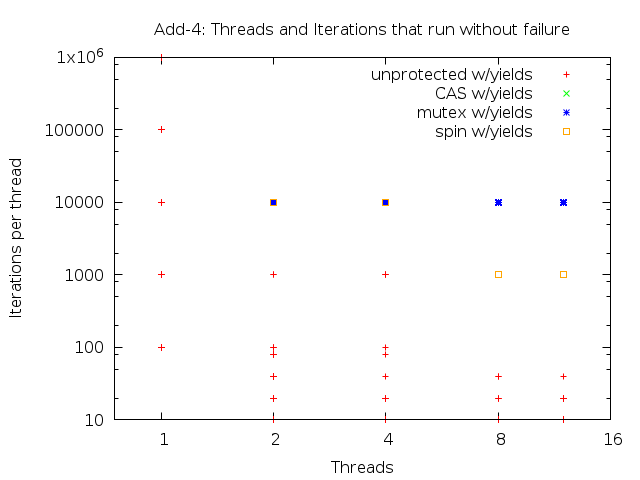 Add-4: Threads and Iterations that run without failure
1x10^6
100000
10000
1000
100
10
Iterations per thread
unprotected w/yields
CAS w/yields
mutex w/yields
spin w/yields
1 2 4 8 16
Threads